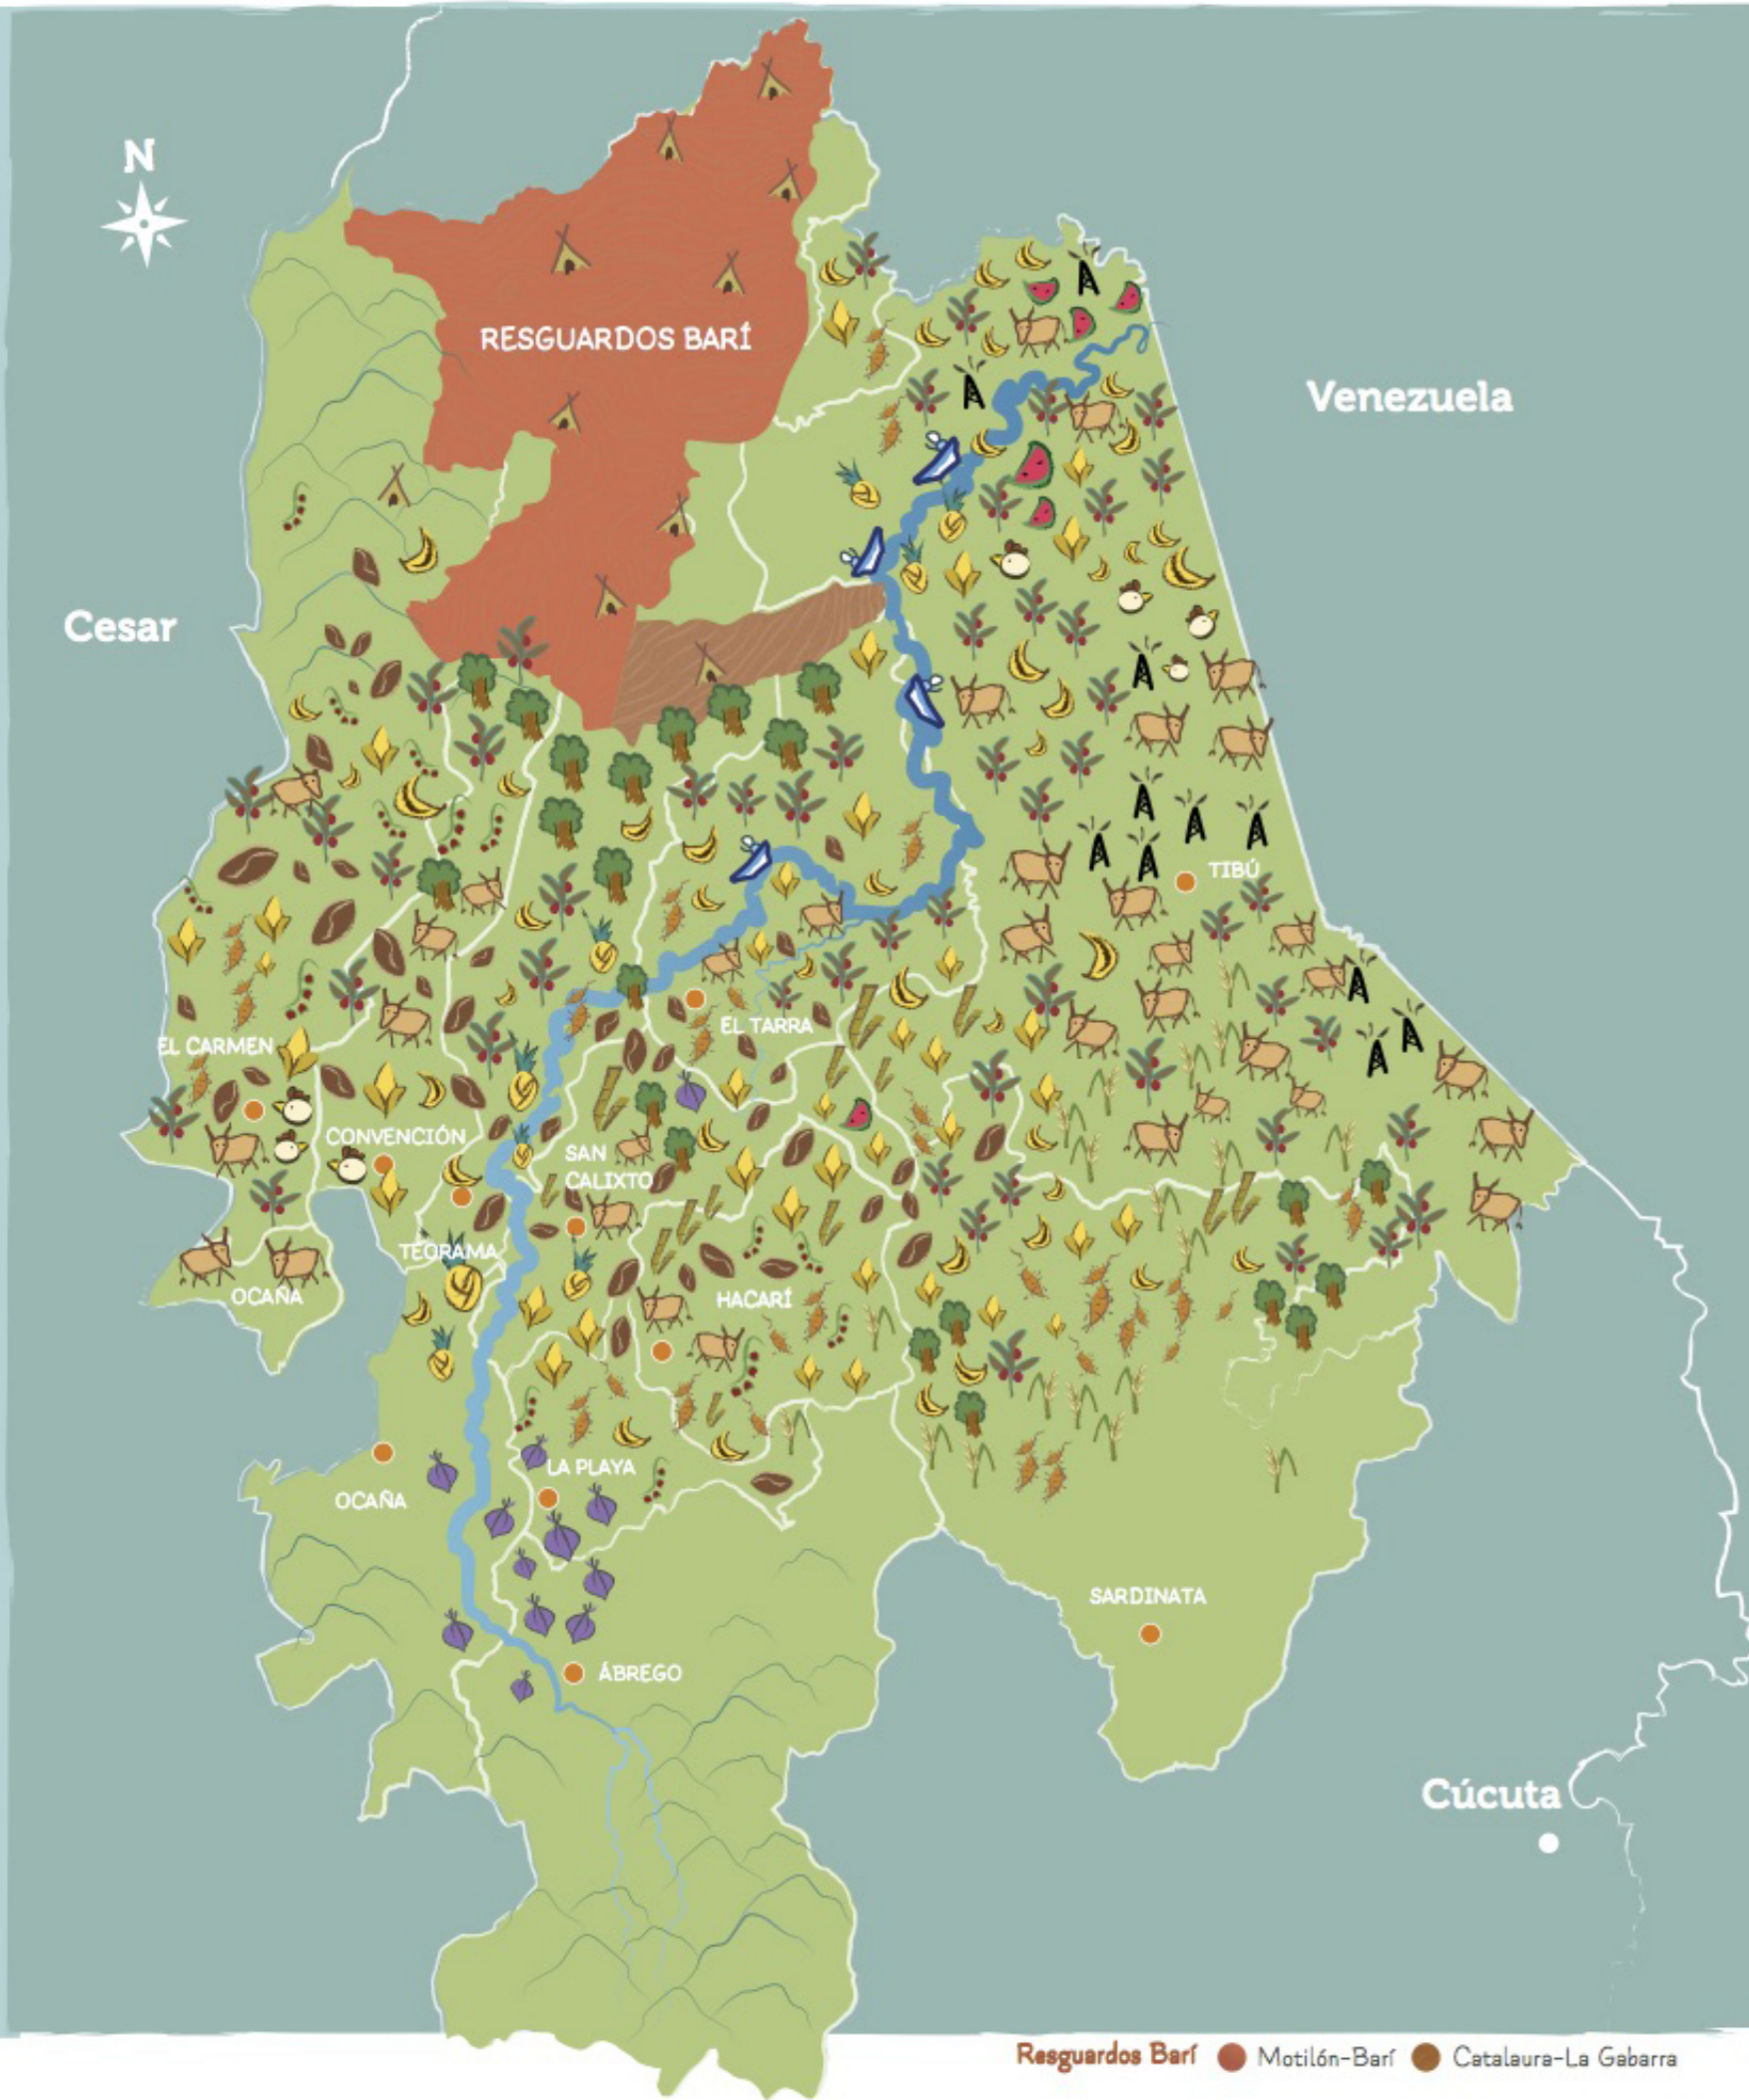 N
RESGUARDOS BARÍ
Venezuela
Cesar
TIBÚ
EL TARRA
EL CARMEN
CONVENCIÓN
SAN
CALIXTO
TEORAMA
OCAÑA
HACARÍ
LA PLAYA
OCAÑA
SARDINATA
ÁBREGO
Cúcuta
Resguardos Barí Motilón-Barí Catalaura-La Gabarra